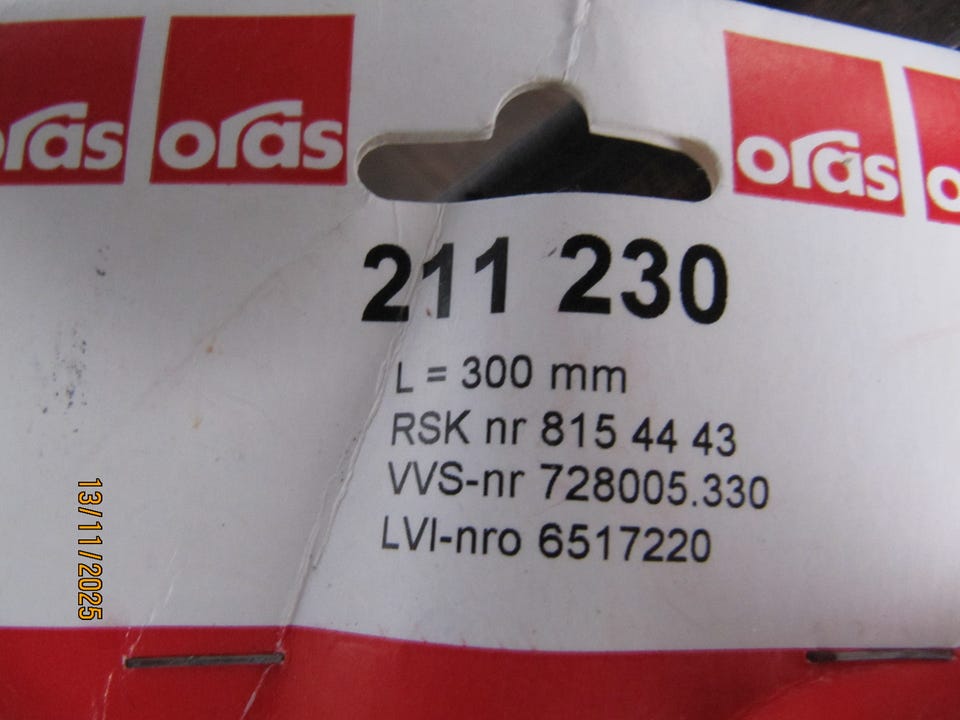 oras oras oras o
211 230
L = 300 mm
RSK nr 815 44 43
VVS-nr 728005.330
LVI-nro 6517220
13/11/2025